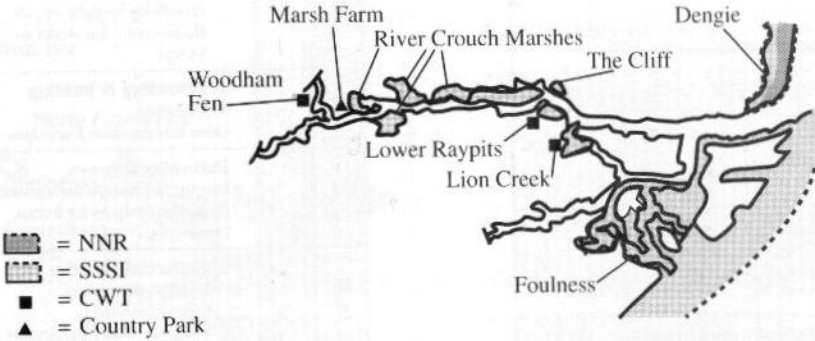 Marsh Farm
Dengie
River Crouch Marshes
The Cliff
Woodham
Fen
Lower Raypits
Lion Creek
Foulness
= NNR
= SSSI
= CWT
= Country Park